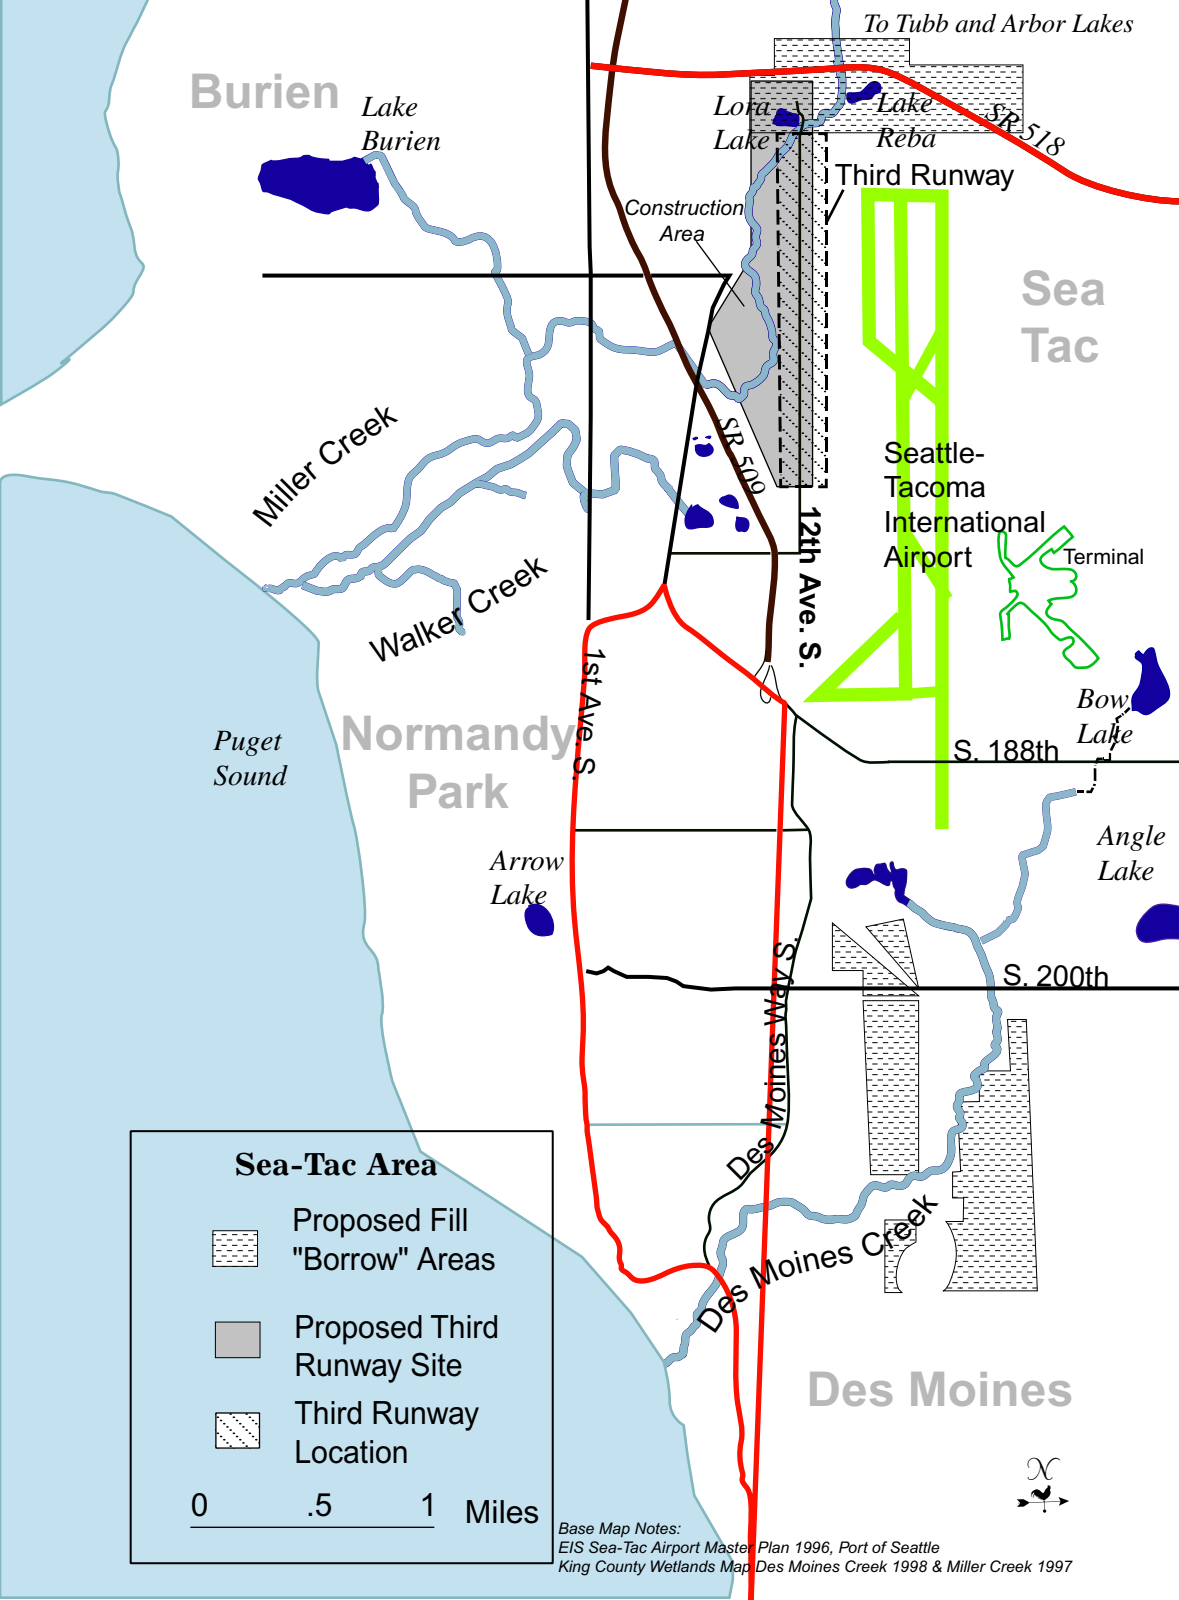 To Tubb and Arbor Lakes
Burien
Lake
Burien
Lora
Lake
Lake
Reba
SR 518
Third Runway
Construction
Area
Sea
Tac
Miller Creek
SR 509
Seattle-
Tacoma
International
Airport
12th Ave. S.
Terminal
Walker Creek
1st Ave. S.
Bow
Lake
Normandy
Park
Puget
Sound
S. 188th
Angle
Lake
Arrow
Lake
Des Moines Way S.
S. 200th
Des Moines Creek
Des Moines
Sea-Tac Area
Proposed Fill
"Borrow" Areas
Proposed Third
Runway Site
Third Runway
Location
0 .5 1 Miles
N
Base Map Notes:
EIS Sea-Tac Airport Master Plan 1996, Port of Seattle
King County Wetlands Map Des Moines Creek 1998 & Miller Creek 1997